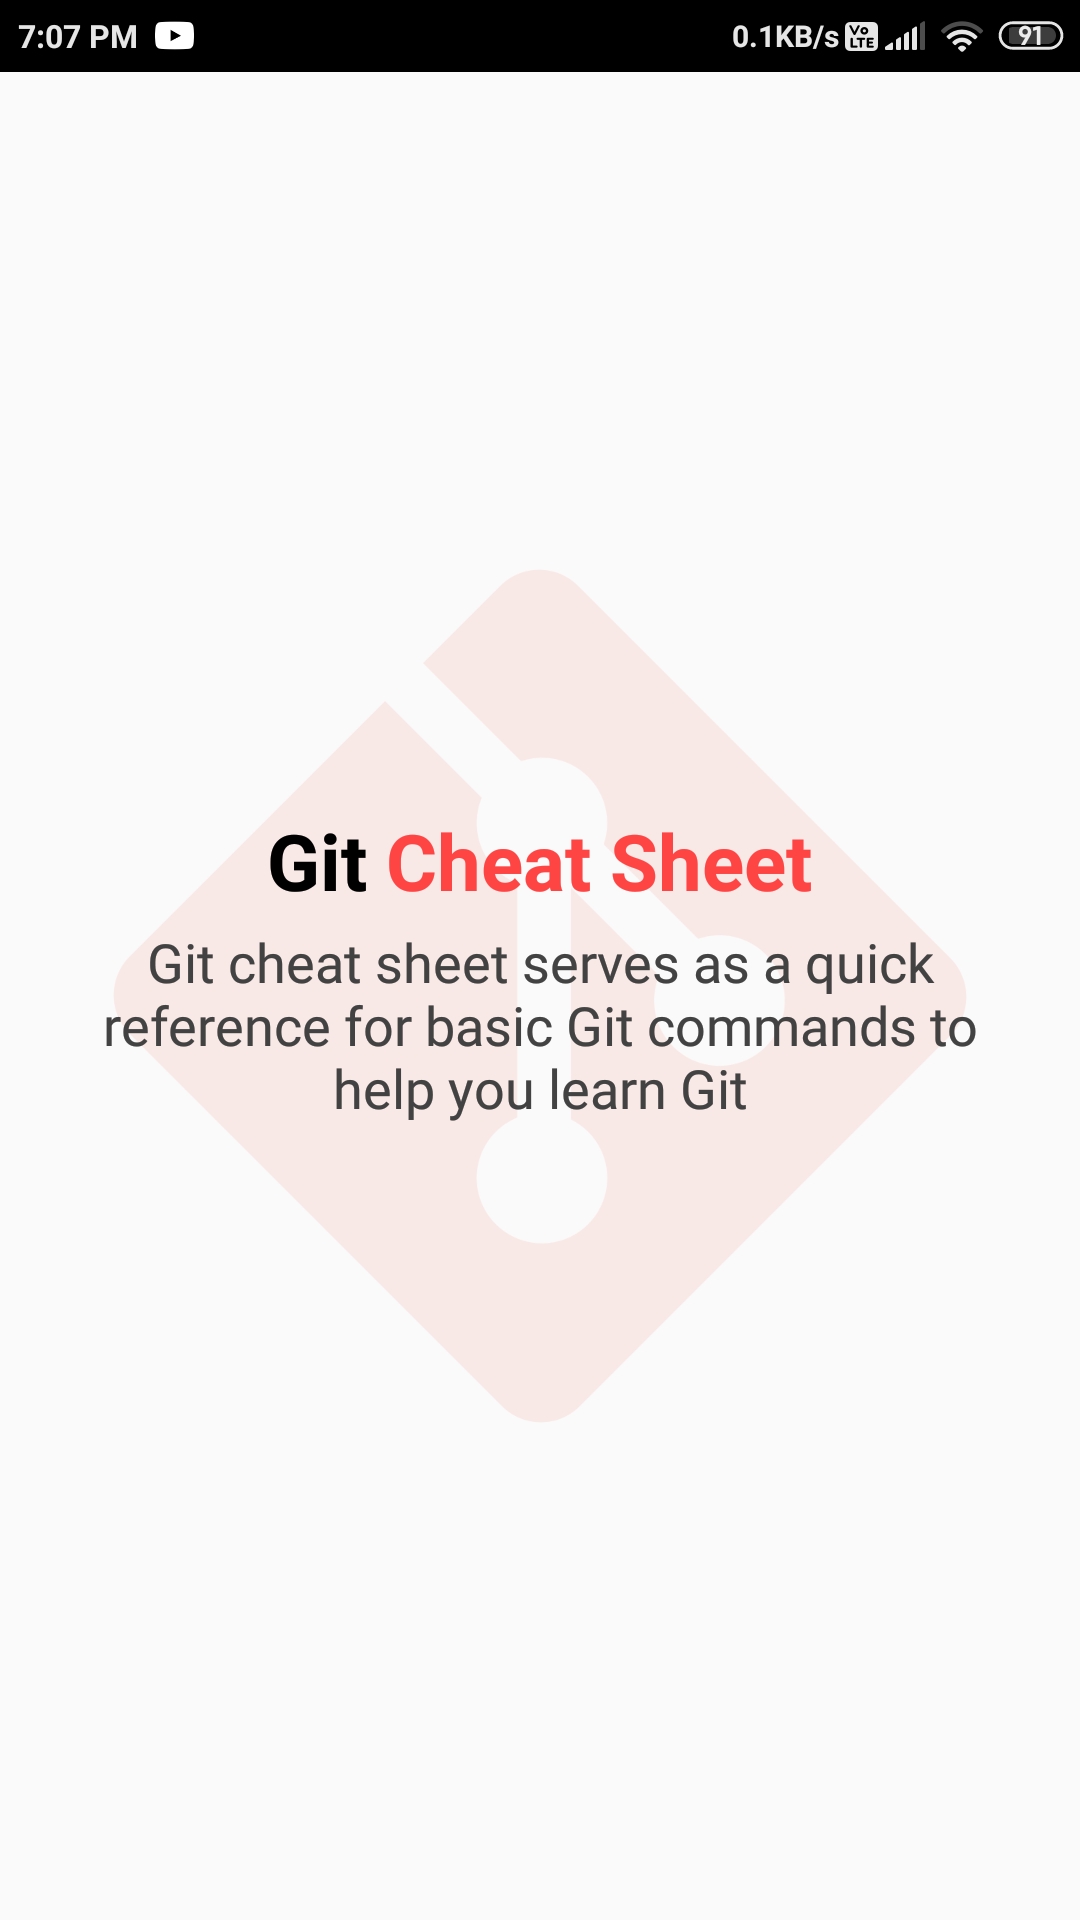 7:07 PM 0.1KB/s Vo LTE 91
Git Cheat Sheet
Git cheat sheet serves as a quick
reference for basic Git commands to
help you learn Git